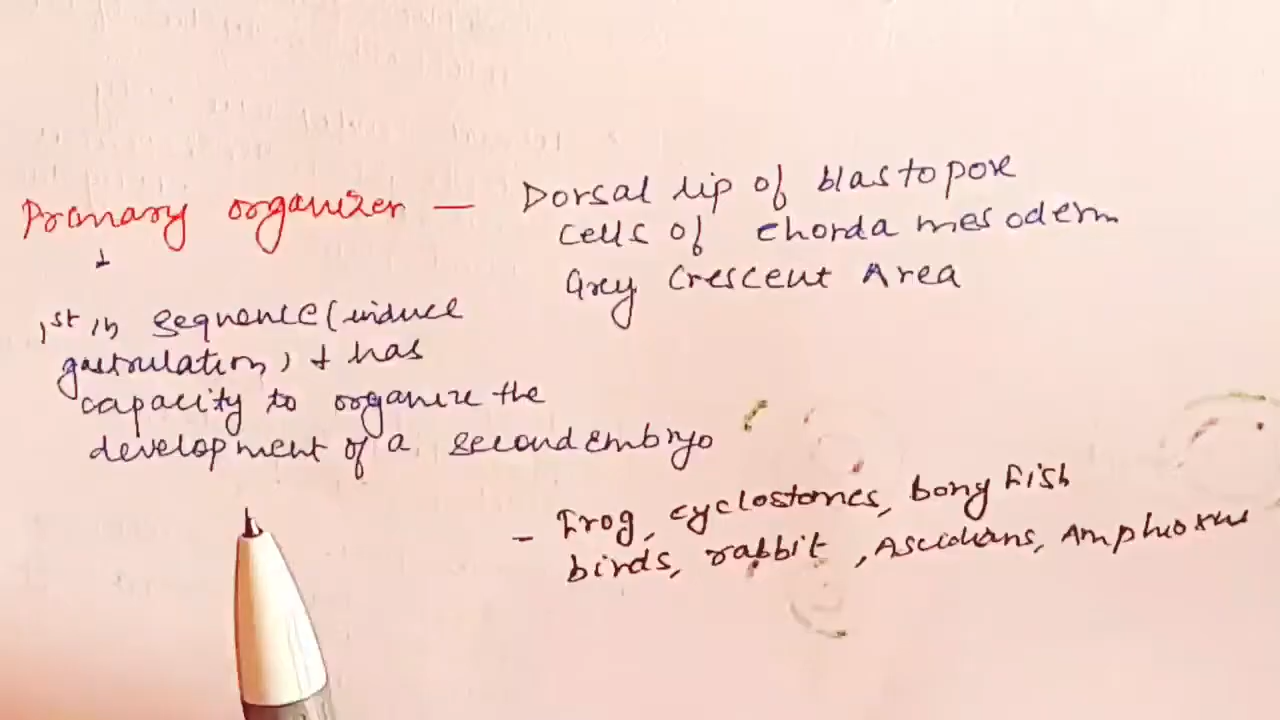 Primary organizer — Dorsal lip of blastopore
cells of chorda mesoderm
Grey Crescent Area
↓
1st in sequence (induce
gastrulation) & has
capacity to organize the
development of a second embryo
- Frog, cyclostomes, bony fish
birds, rabbit, Ascidians, Amphioxus